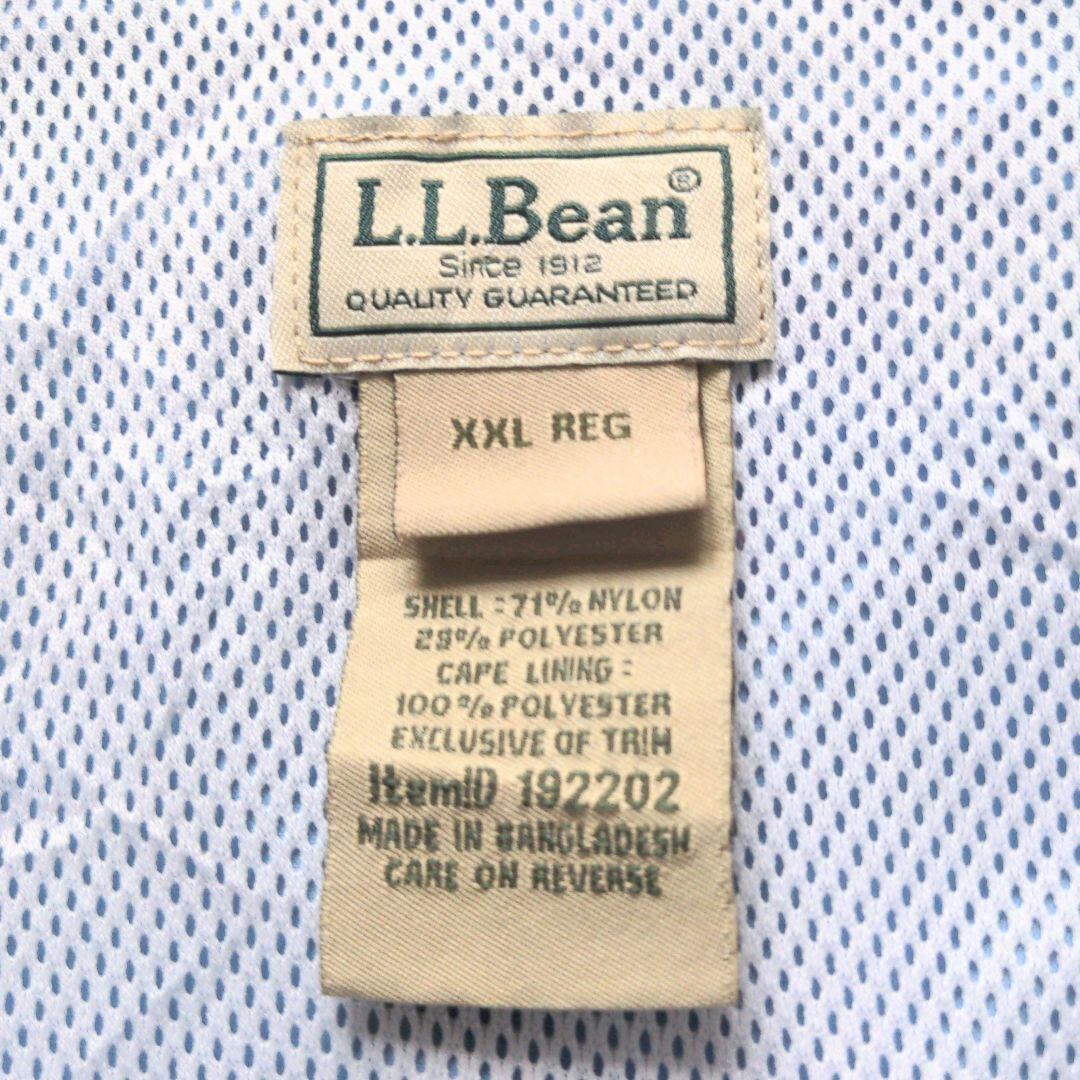 L.L.Bean®
Since 1912
QUALITY GUARANTEED
XXL REG
SHELL : 71% NYLON
29% POLYESTER
CAPE LINING :
100% POLYESTER
EXCLUSIVE OF TRIM
ItemID 192202
MADE IN BANGLADESH
CARE ON REVERSE